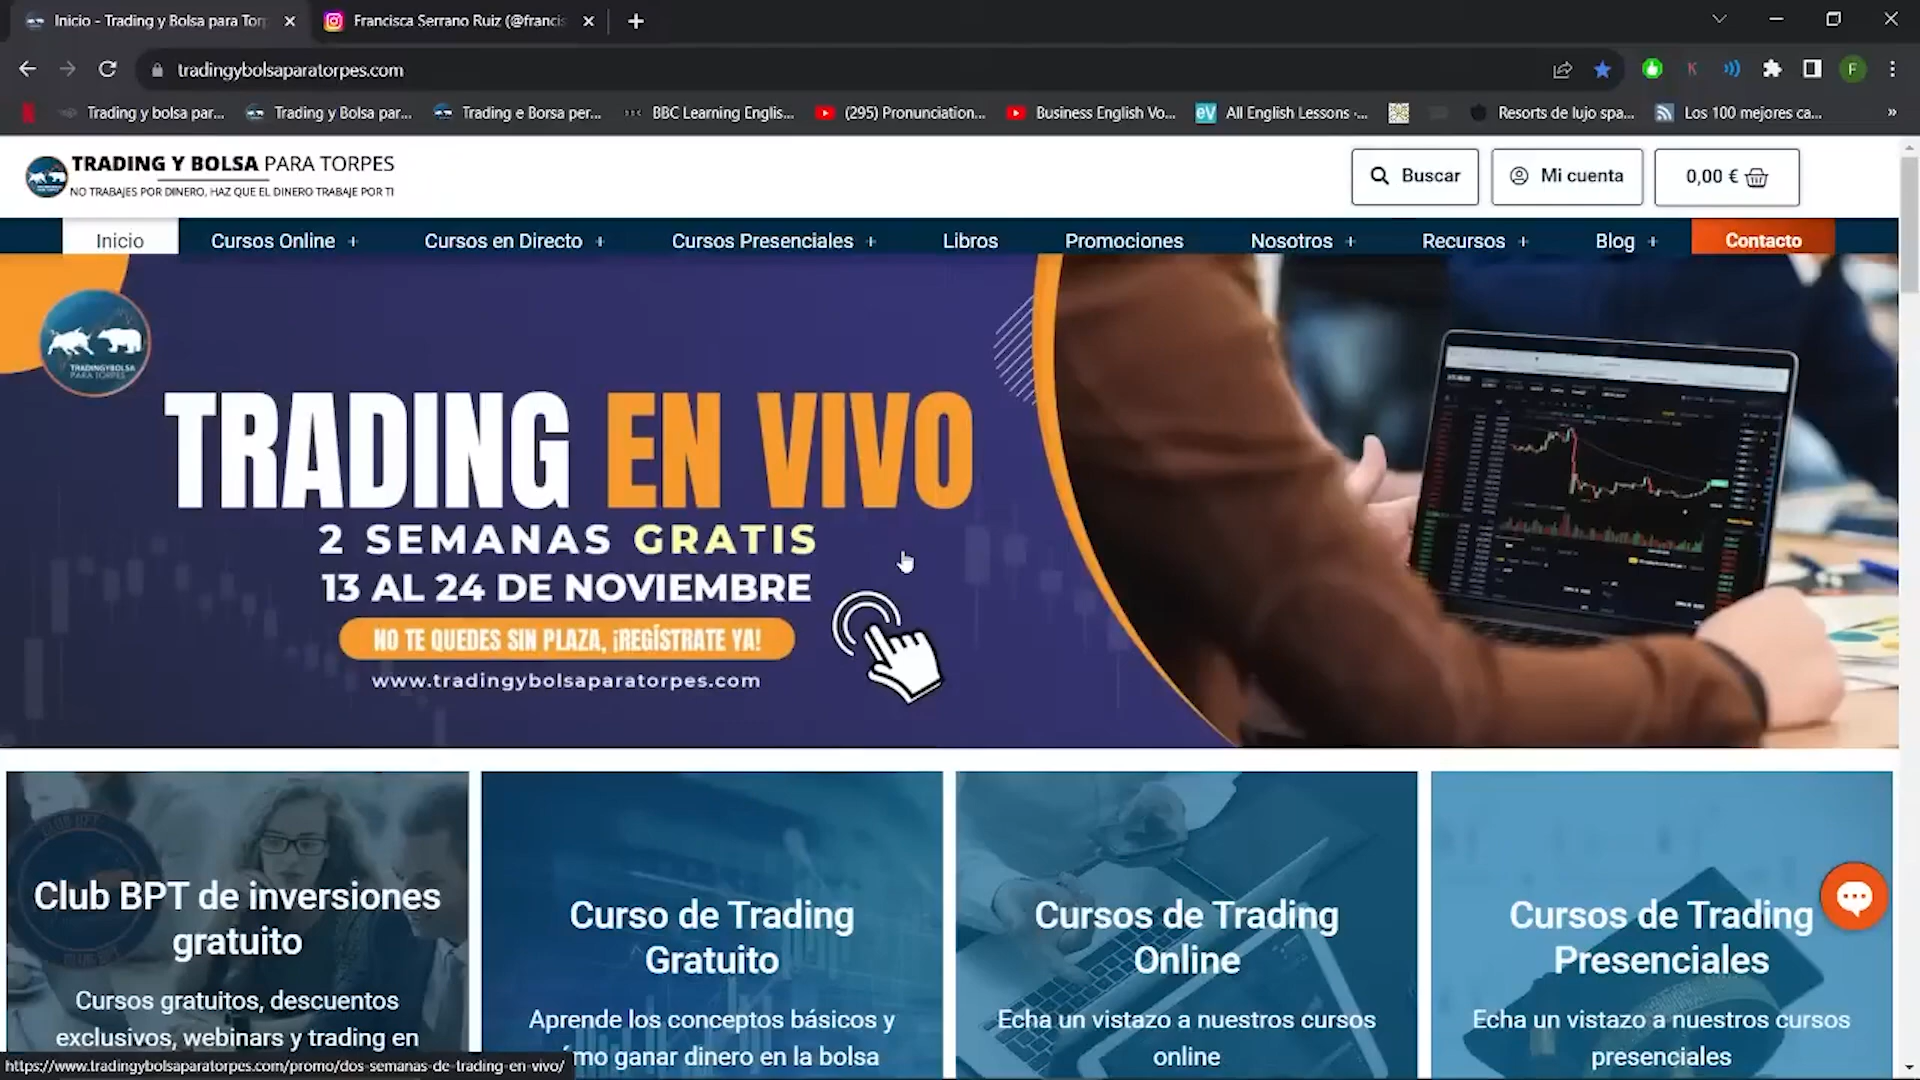 Inicio - Trading y Bolsa para Tor
Francisca Serrano Ruiz (@francis
tradingybolsaparatorpes.com
F
Trading y bolsa par...
Trading y Bolsa par...
Trading e Borsa per...
BBC Learning Englis...
(295) Pronunciation...
Business English Vo...
eV
All English Lessons -...
Resorts de lujo spa...
Los 100 mejores ca...
»
TRADING Y BOLSA PARA TORPES
NO TRABAJES POR DINERO, HAZ QUE EL DINERO TRABAJE POR TI
Buscar
Mi cuenta
0,00 €
Inicio
Cursos Online +
Cursos en Directo +
Cursos Presenciales +
Libros
Promociones
Nosotros +
Recursos +
Blog +
Contacto
TRADINGYBOLSA
PARA TORPES
TRADING EN VIVO
2 SEMANAS GRATIS
13 AL 24 DE NOVIEMBRE
NO TE QUEDES SIN PLAZA, ¡REGÍSTRATE YA!
www.tradingybolsaparatorpes.com
Club BPT de inversiones
gratuito
Cursos gratuitos, descuentos
exclusivos, webinars y trading en
Curso de Trading
Gratuito
Aprende los conceptos básicos y
cómo ganar dinero en la bolsa
Cursos de Trading
Online
Echa un vistazo a nuestros cursos
online
Cursos de Trading
Presenciales
Echa un vistazo a nuestros cursos
presenciales
https://www.tradingybolsaparatorpes.com/promo/dos-semanas-de-trading-en-vivo/